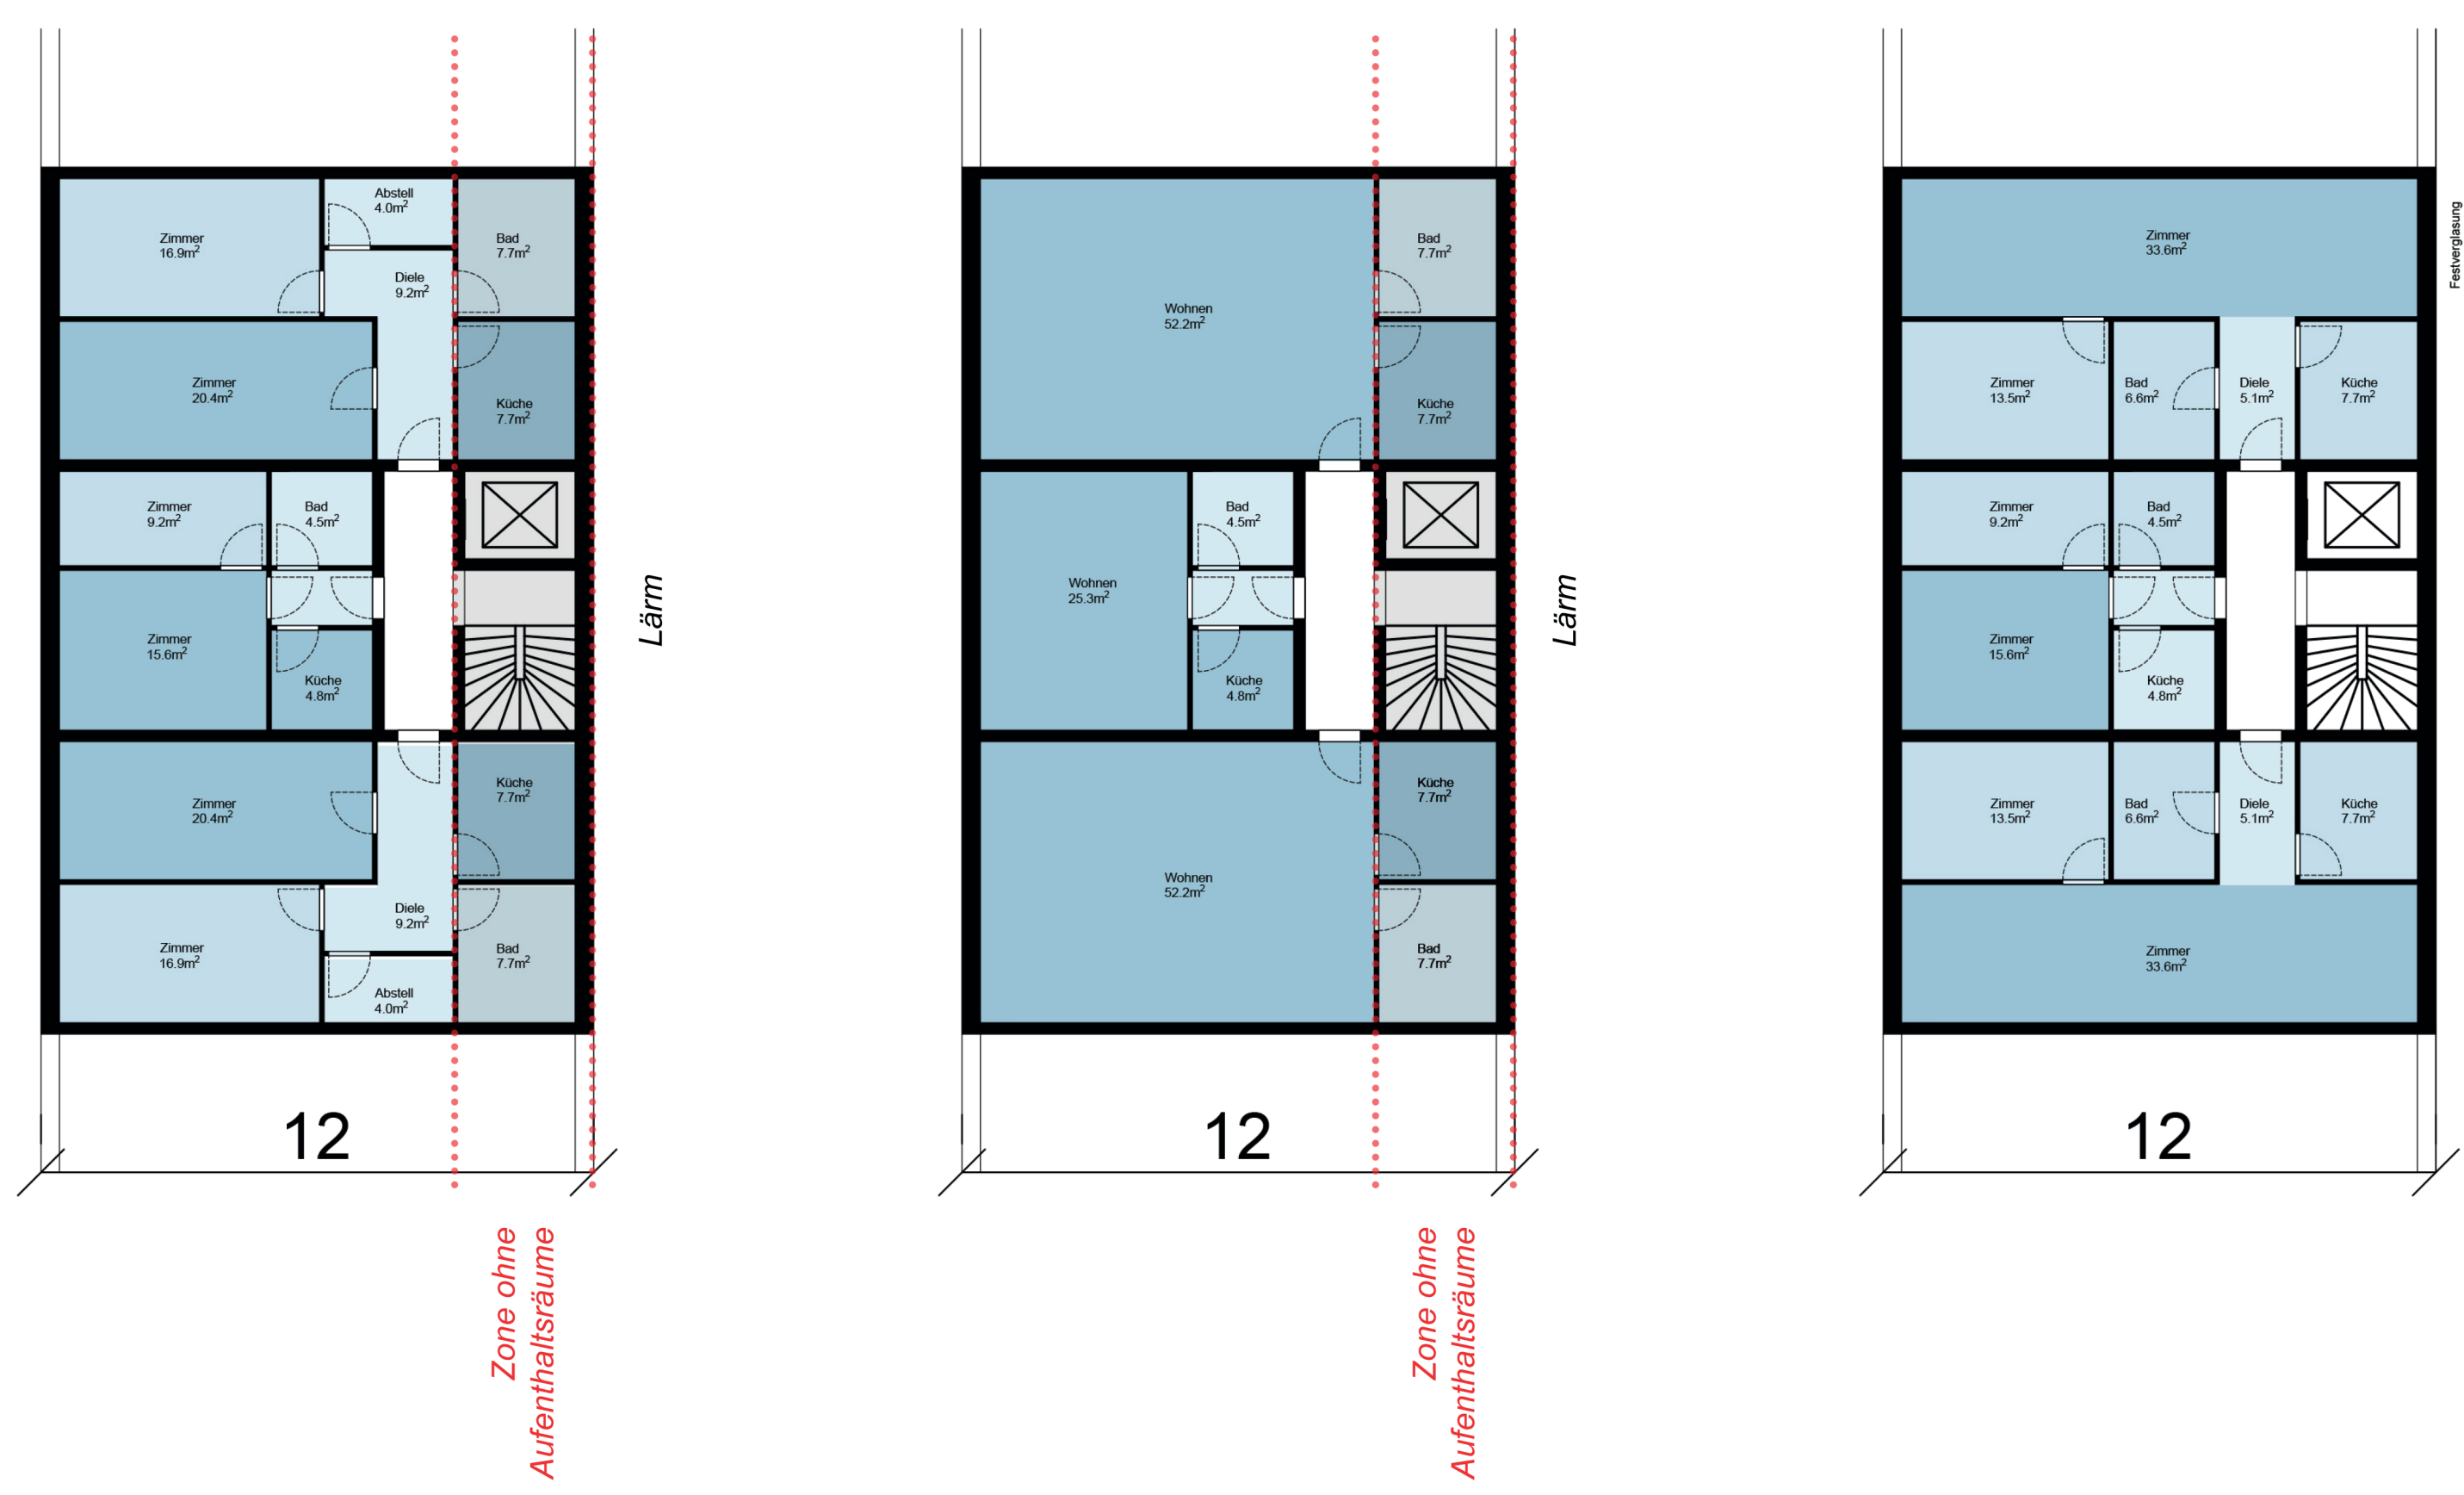 Zimmer
16.9m²
Abstell
4.0m²
Diele
9.2m²
Bad
7.7m²
Zimmer
20.4m²
Küche
7.7m²
Zimmer
9.2m²
Bad
4.5m²
Zimmer
15.6m²
Küche
4.8m²
Zimmer
20.4m²
Küche
7.7m²
Diele
9.2m²
Zimmer
16.9m²
Bad
7.7m²
Abstell
4.0m²
Lärm
12
Zone ohne
Aufenthaltsräume
Wohnen
52.2m²
Bad
7.7m²
Küche
7.7m²
Bad
4.5m²
Wohnen
25.3m²
Küche
4.8m²
Küche
7.7m²
Wohnen
52.2m²
Bad
7.7m²
Lärm
12
Zone ohne
Aufenthaltsräume
Zimmer
33.6m²
Festverglasung
Zimmer
13.5m²
Bad
6.6m²
Diele
5.1m²
Küche
7.7m²
Zimmer
9.2m²
Bad
4.5m²
Zimmer
15.6m²
Küche
4.8m²
Zimmer
13.5m²
Bad
6.6m²
Diele
5.1m²
Küche
7.7m²
Zimmer
33.6m²
12